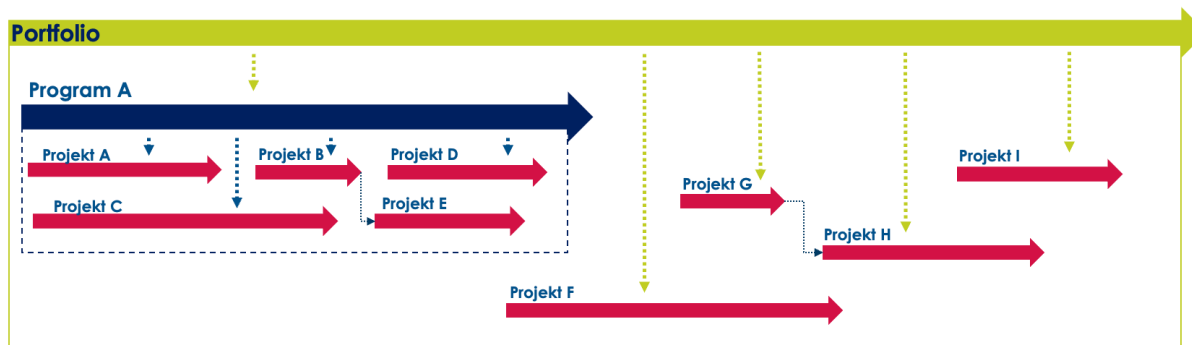 Portfolio
Program A
Projekt A
Projekt B
Projekt D
Projekt I
Projekt G
Projekt C
Projekt E
Projekt H
Projekt F